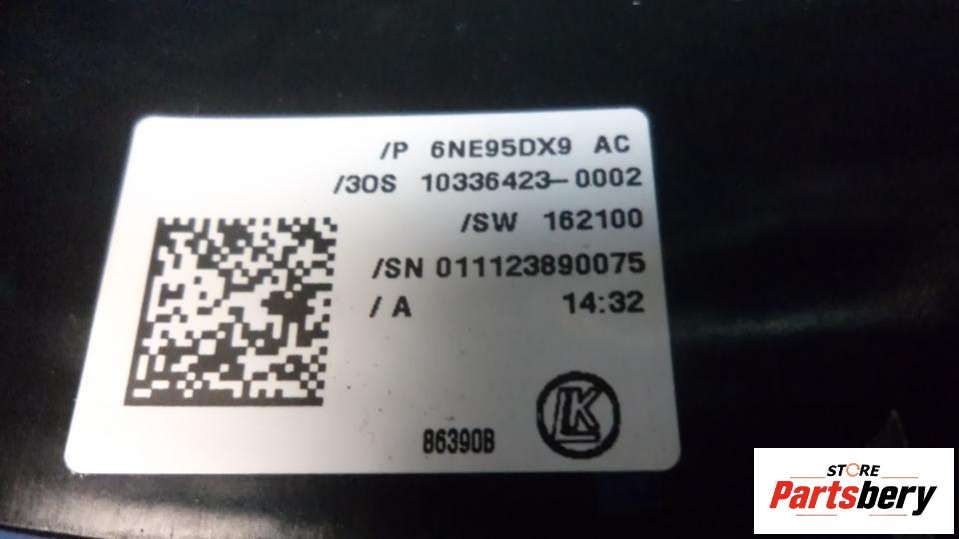 /P 6NE95DX9 AC
/3OS 10336423-0002
/SW 162100
/SN 011123890075
/A 14:32
86390B
LK
STORE
Partsbery